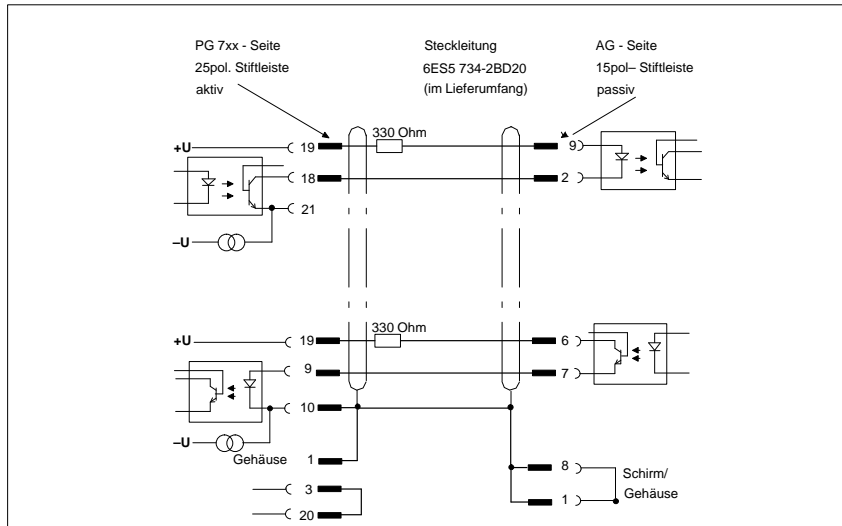 PG 7xx - Seite
25pol. Stiftleiste
aktiv
Steckleitung
6ES5 734-2BD20
(im Lieferumfang)
AG - Seite
15pol– Stiftleiste
passiv
330 Ohm
+U
19
9
18
2
21
–U
330 Ohm
+U
19
6
9
7
10
–U
Gehäuse
1
8
3
1
20
Schirm/
Gehäuse